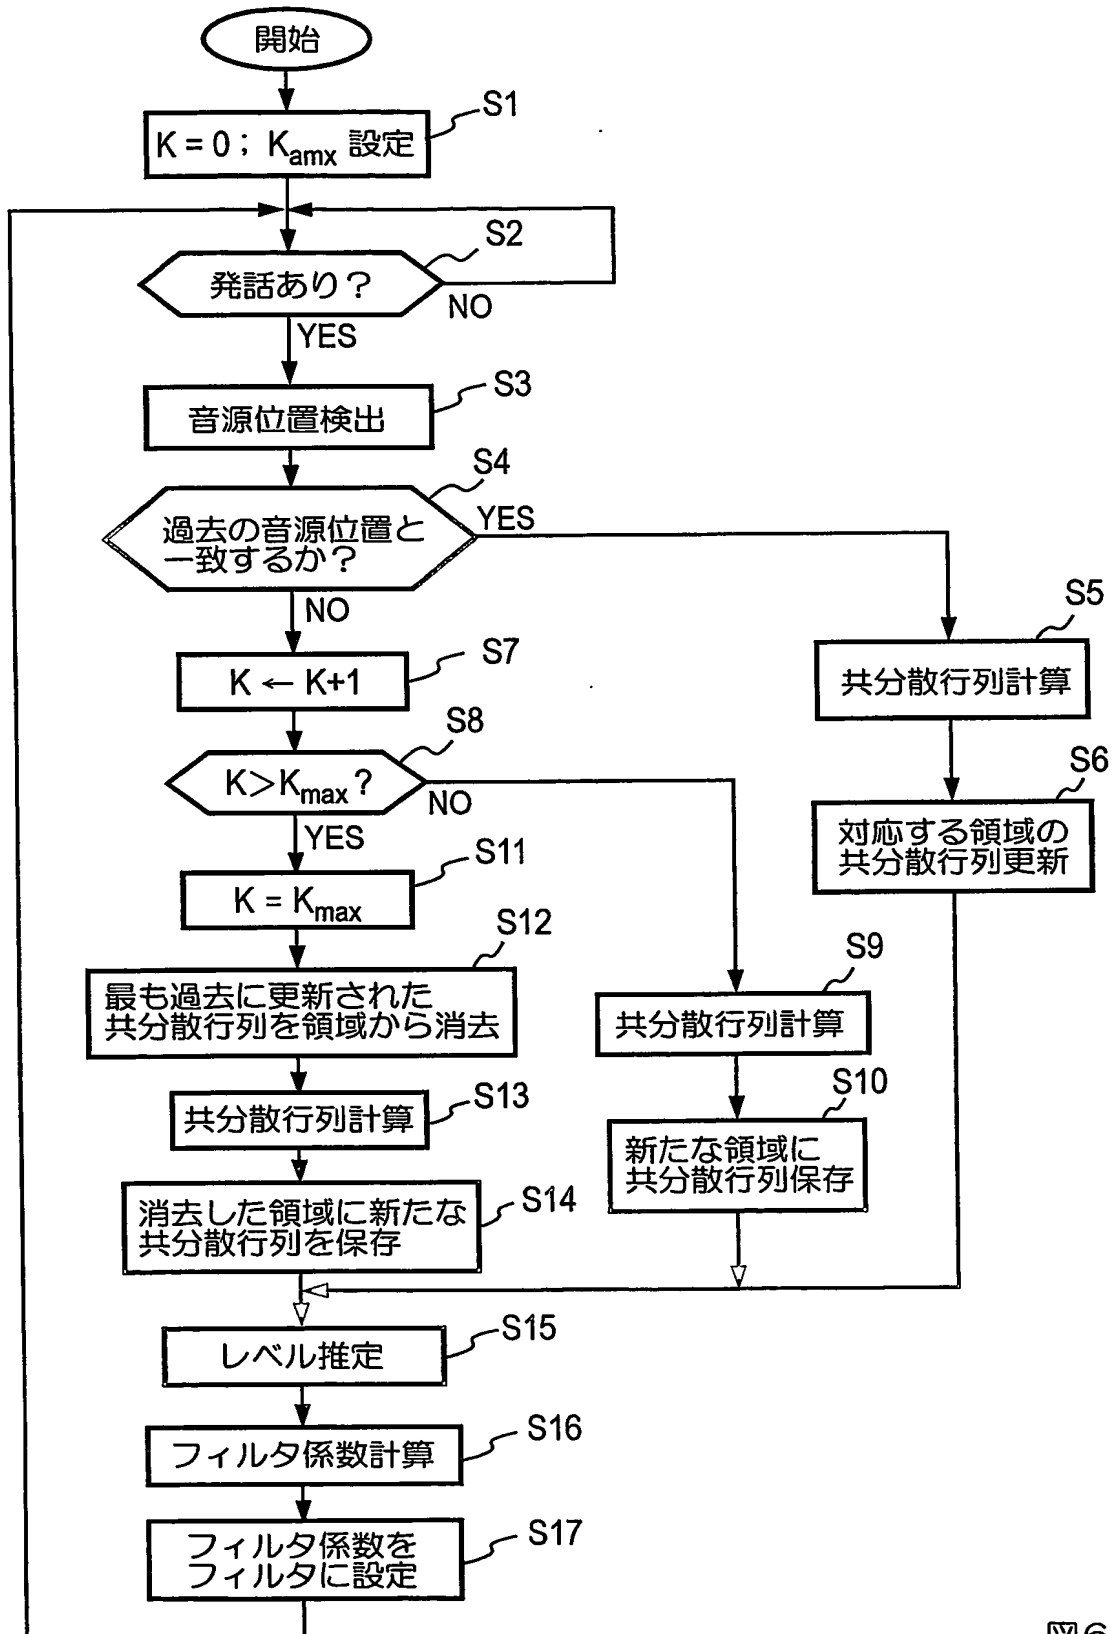 開始
S1
K = 0 ; Kamx 設定
S2
発話あり?
NO
YES
S3
音源位置検出
S4
過去の音源位置と
一致するか?
YES
NO
S5
共分散行列計算
S7
K ← K+1
S6
対応する領域の
共分散行列更新
S8
K>Kmax ?
NO
YES
S11
K = Kmax
S12
最も過去に更新された
共分散行列を領域から消去
S9
共分散行列計算
S13
共分散行列計算
S10
新たな領域に
共分散行列保存
S14
消去した領域に新たな
共分散行列を保存
S15
レベル推定
S16
フィルタ係数計算
S17
フィルタ係数を
フィルタに設定
図6